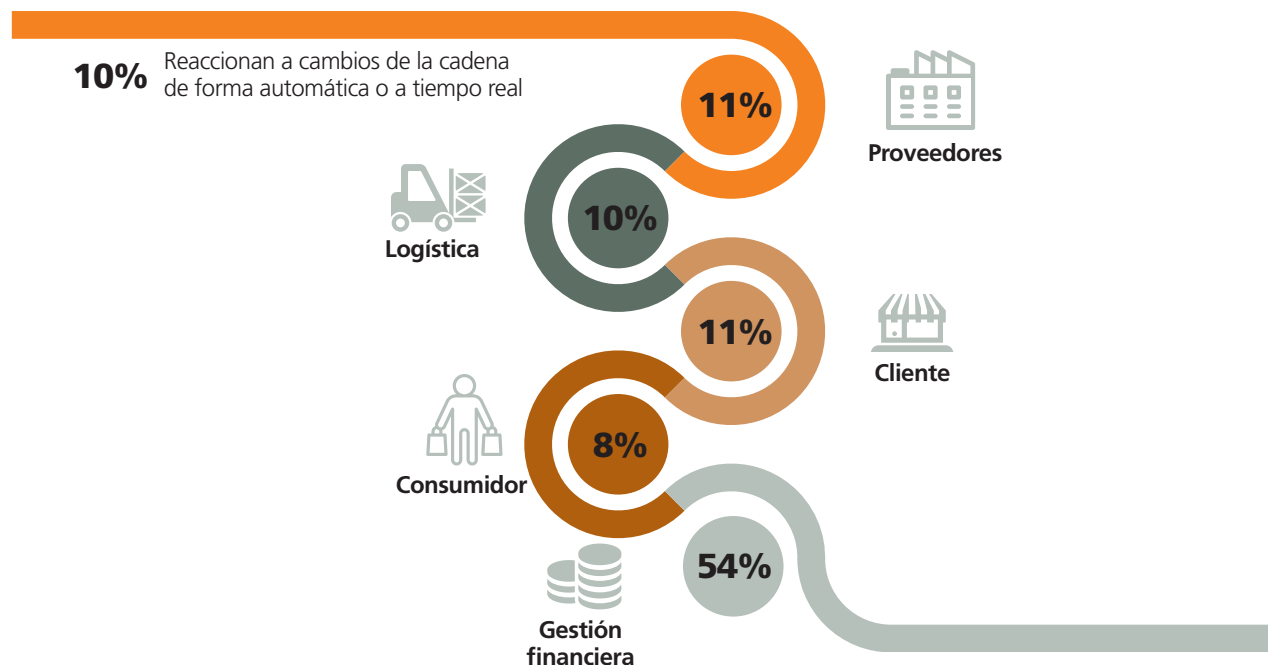 10%
Reaccionan a cambios de la cadena
de forma automática o a tiempo real
11%
Proveedores
10%
Logística
11%
Cliente
8%
Consumidor
54%
Gestión
financiera